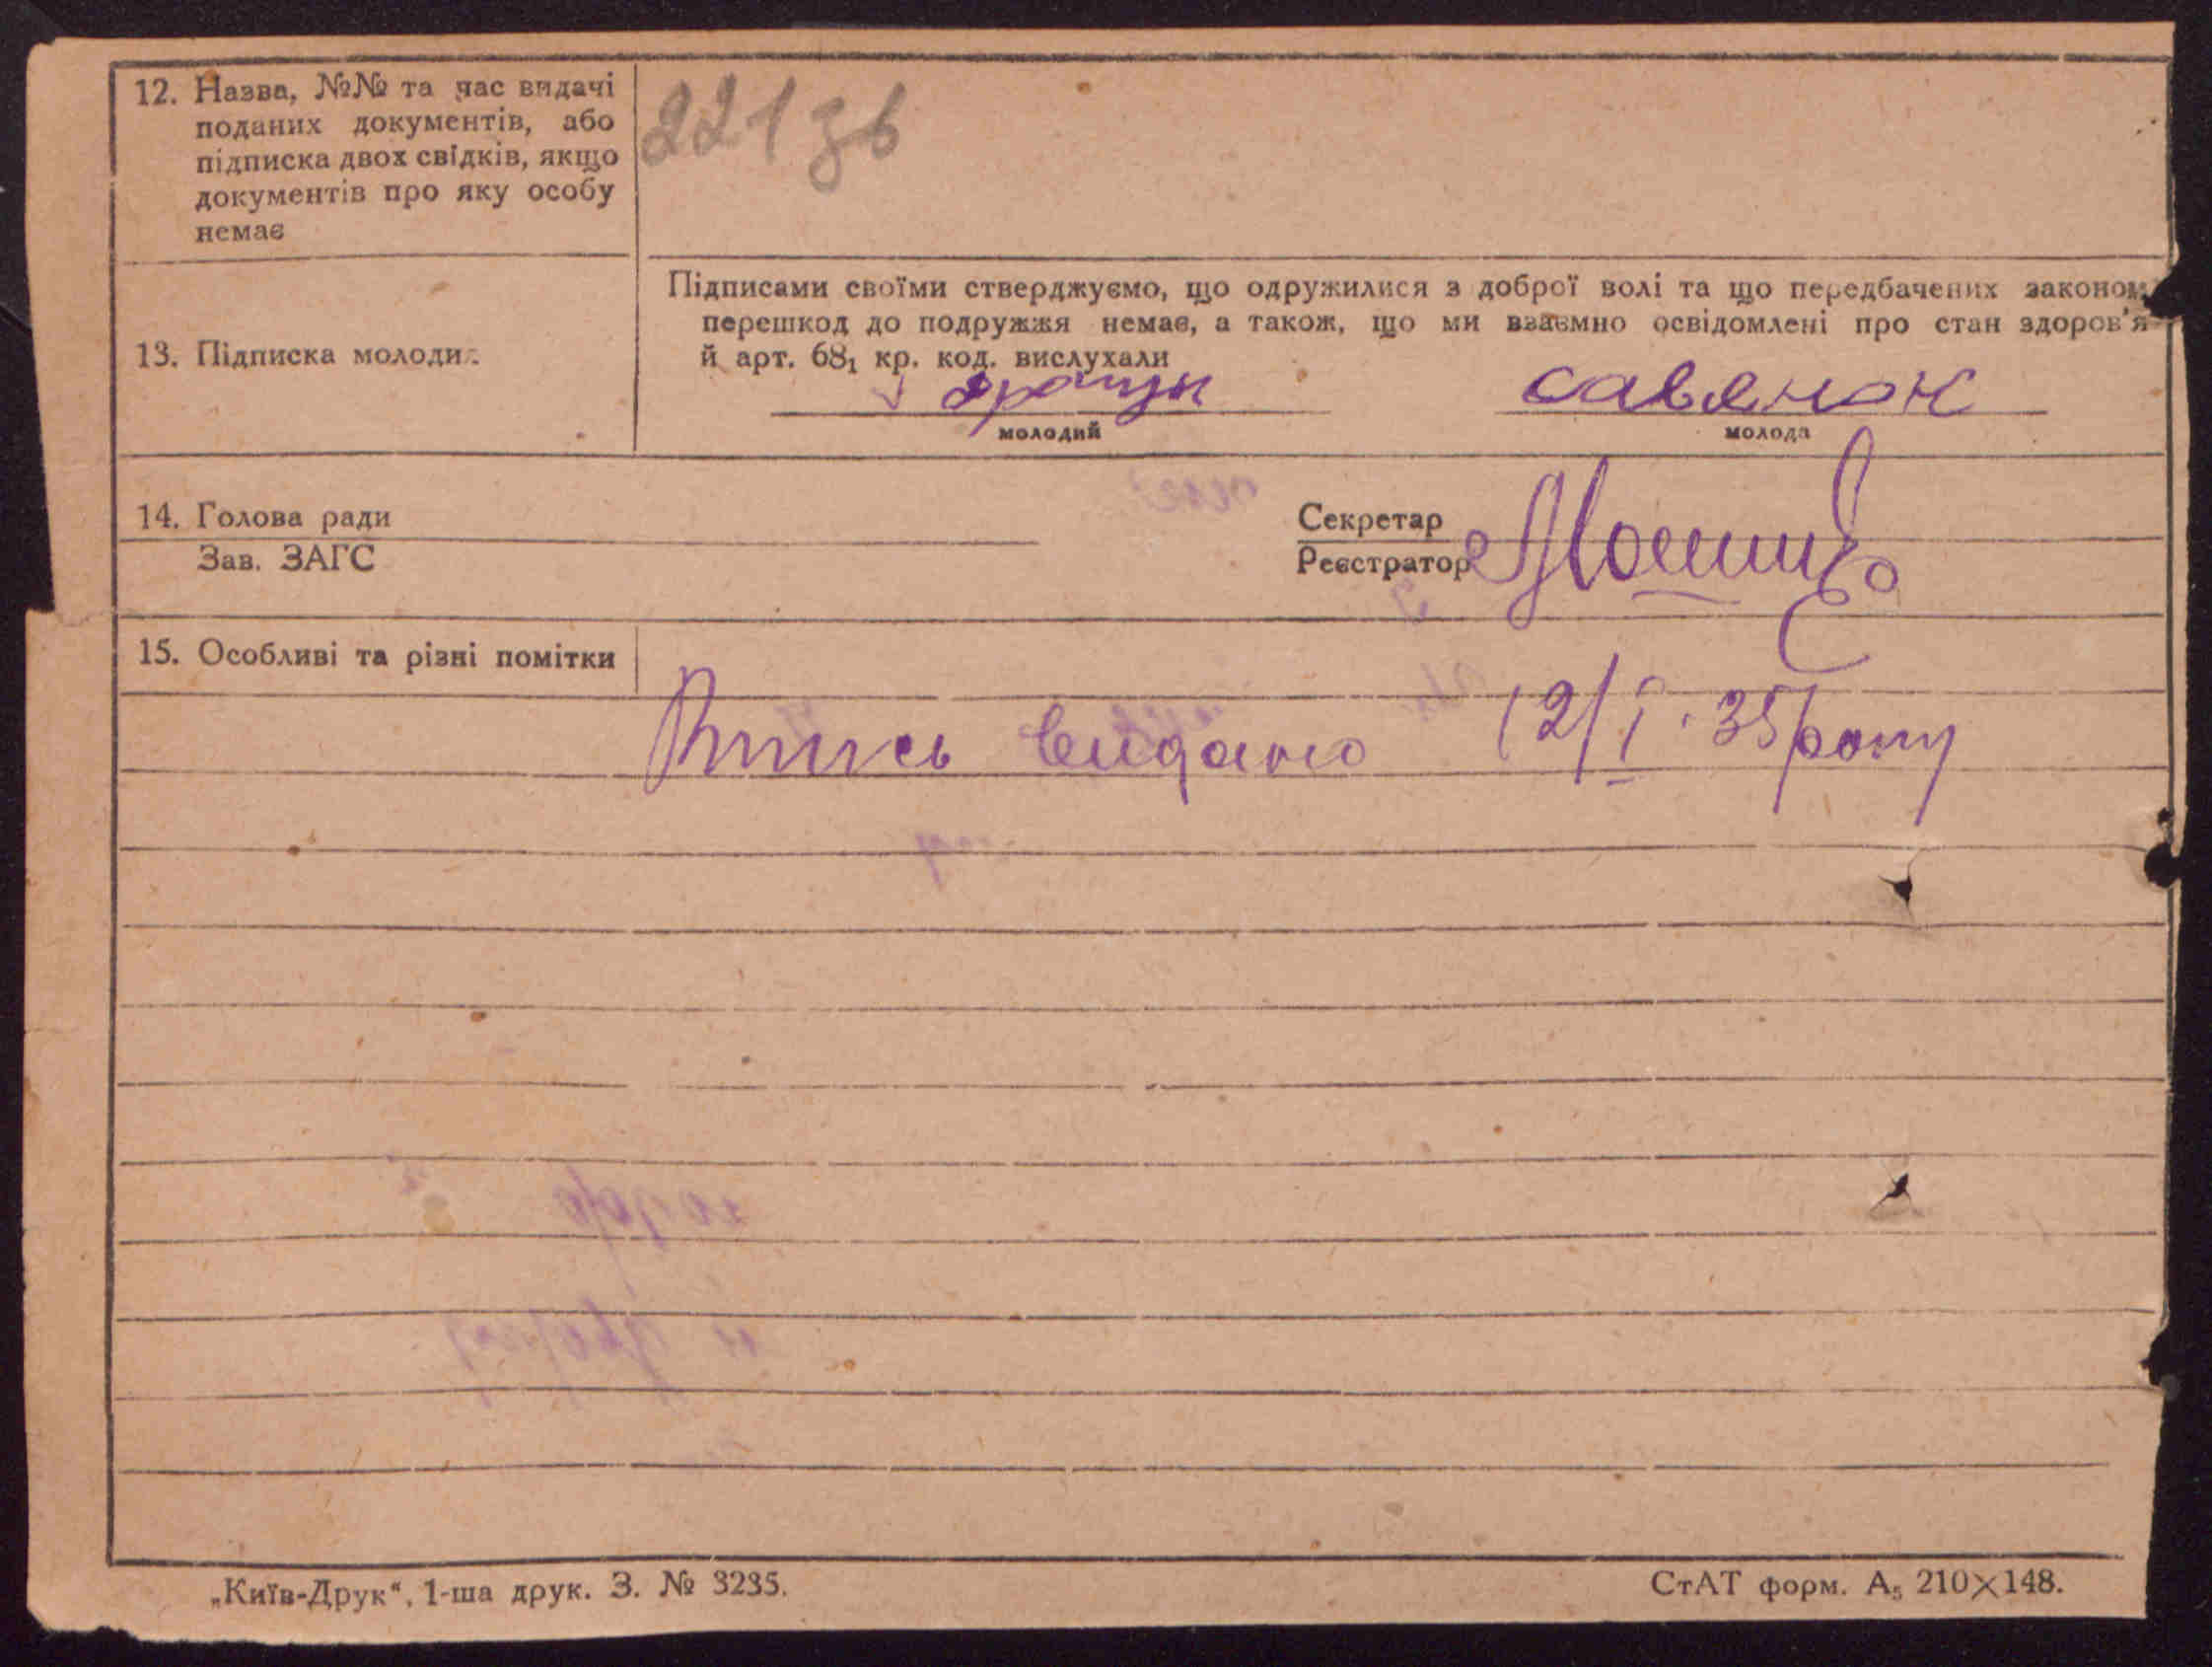 12. Назва, №№ та час видачі
поданих документів, або
підписка двох свідків, якщо
документів про яку особу
немає
221 зв
Підписами своїми стверджуємо, що одружилися з доброї волі та що передбачених законом
перешкод до подружжя немає, а також, що ми взаємно освідомлені про стан здоров'я
й арт. 68₁ кр. код. вислухали
13. Підписка молодих
савенок
молодий
молода
14. Голова ради
Зав. ЗАГС
Секретар
Реєстратор
15. Особливі та різні помітки
Випись видано 12/I·35 року
„Київ-Друк“, 1-ша друк. З. № 3235.
СтАТ форм. А₅ 210×148.